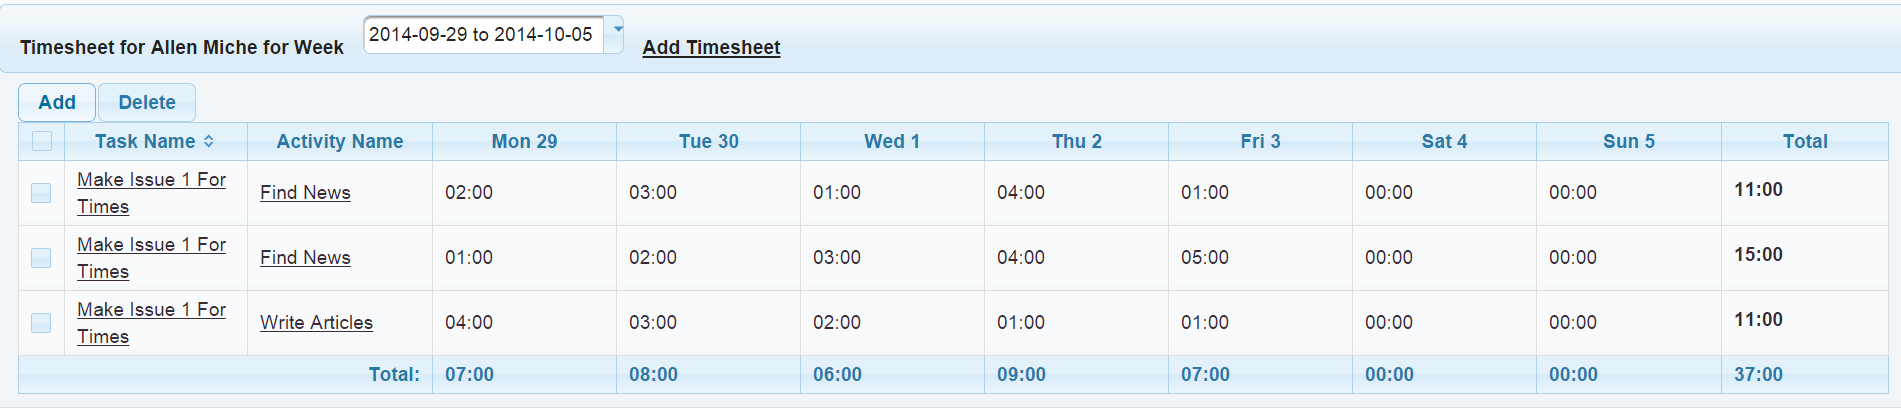 Timesheet for Allen Miche for Week 2014-09-29 to 2014-10-05 Add Timesheet
Add Delete
Task Name Activity Name Mon 29 Tue 30 Wed 1 Thu 2 Fri 3 Sat 4 Sun 5 Total
Make Issue 1 For
Times Find News 02:00 03:00 01:00 04:00 01:00 00:00 00:00 11:00
Make Issue 1 For
Times Find News 01:00 02:00 03:00 04:00 05:00 00:00 00:00 15:00
Make Issue 1 For
Times Write Articles 04:00 03:00 02:00 01:00 01:00 00:00 00:00 11:00
Total: 07:00 08:00 06:00 09:00 07:00 00:00 00:00 37:00